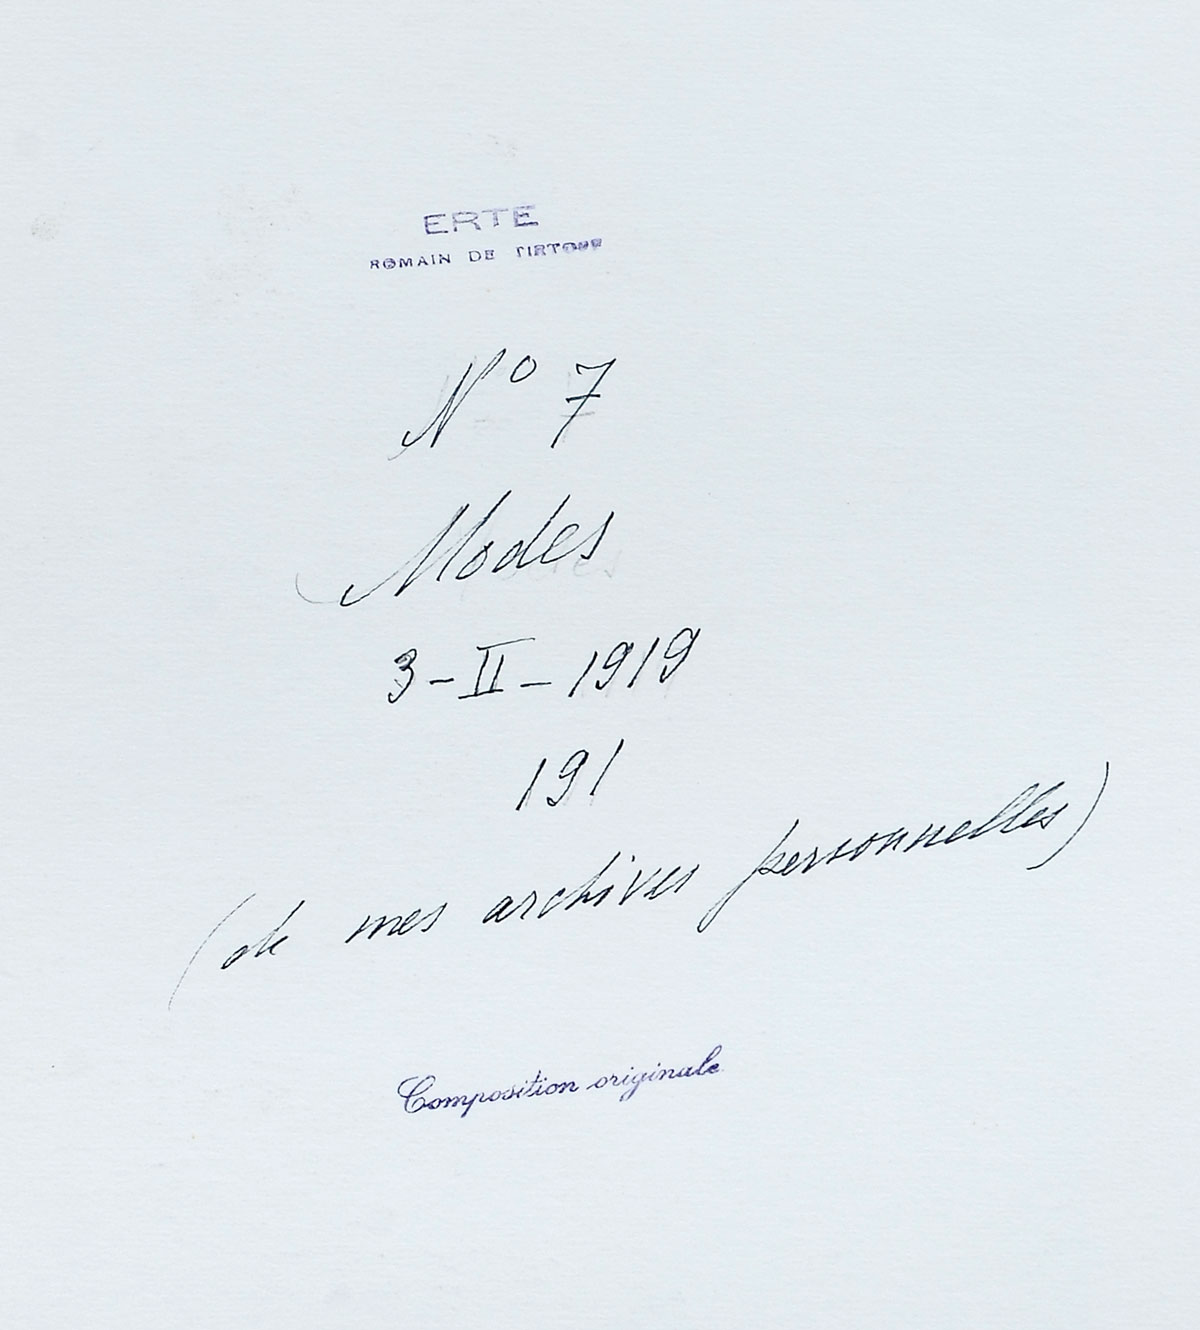 ERTE
ROMAIN DE TIRTOFF
N° 7
Modes
3-II-1919
191
(de mes archives personnelles)
Composition originale